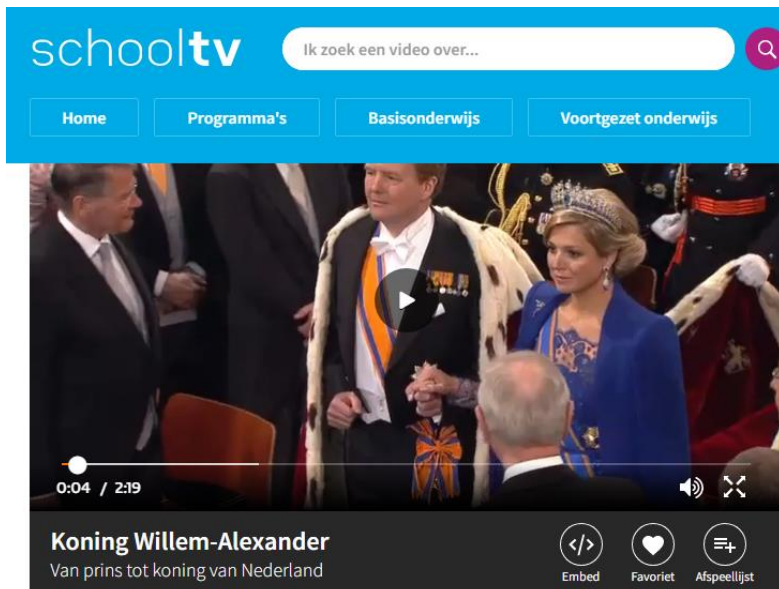 schooltv
Ik zoek een video over...
Home Programma's Basisonderwijs Voortgezet onderwijs
0:04 / 2:19
Koning Willem-Alexander
Van prins tot koning van Nederland
Embed Favoriet Afspeellijst